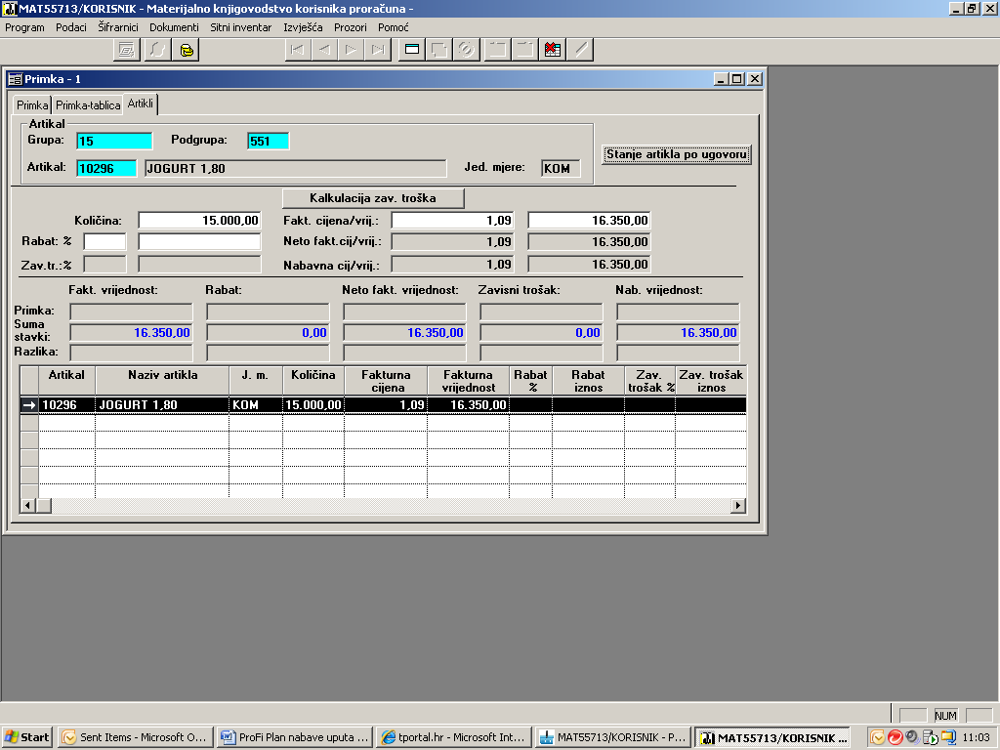 MAT55713/KORISNIK - Materijalno knjigovodstvo korisnika proračuna -
Program Podaci Šifrarnici Dokumenti Sitni inventar Izvješća Prozori Pomoć
Primka - 1
Primka Primka-tablica Artikli
Artikal
Grupa: 15 Podgrupa: 551
Stanje artikla po ugovoru
Artikal: 10296 JOGURT 1,80 Jed. mjere: KOM
Kalkulacija zav. troška
Količina: 15.000,00 Fakt. cijena/vrij.: 1,09 16.350,00
Rabat: % Neto fakt.cij/vrij.: 1,09 16.350,00
Zav.tr.:% Nabavna cij/vrij.: 1,09 16.350,00
Fakt. vrijednost: Rabat: Neto fakt. vrijednost: Zavisni trošak: Nab. vrijednost:
Primka:
Suma
stavki: 16.350,00 0,00 16.350,00 0,00 16.350,00
Razlika:
Artikal Naziv artikla J. m. Količina Fakturna Fakturna Rabat Rabat Zav. Zav. trošak
cijena vrijednost % iznos trošak % iznos
10296 JOGURT 1,80 KOM 15.000,00 1,09 16.350,00
NUM
Start Sent Items - Microsoft O... ProFi Plan nabave uputa ... tportal.hr - Microsoft Int... MAT55713/KORISNIK - P... MAT55713/KORISNIK ... 11:03